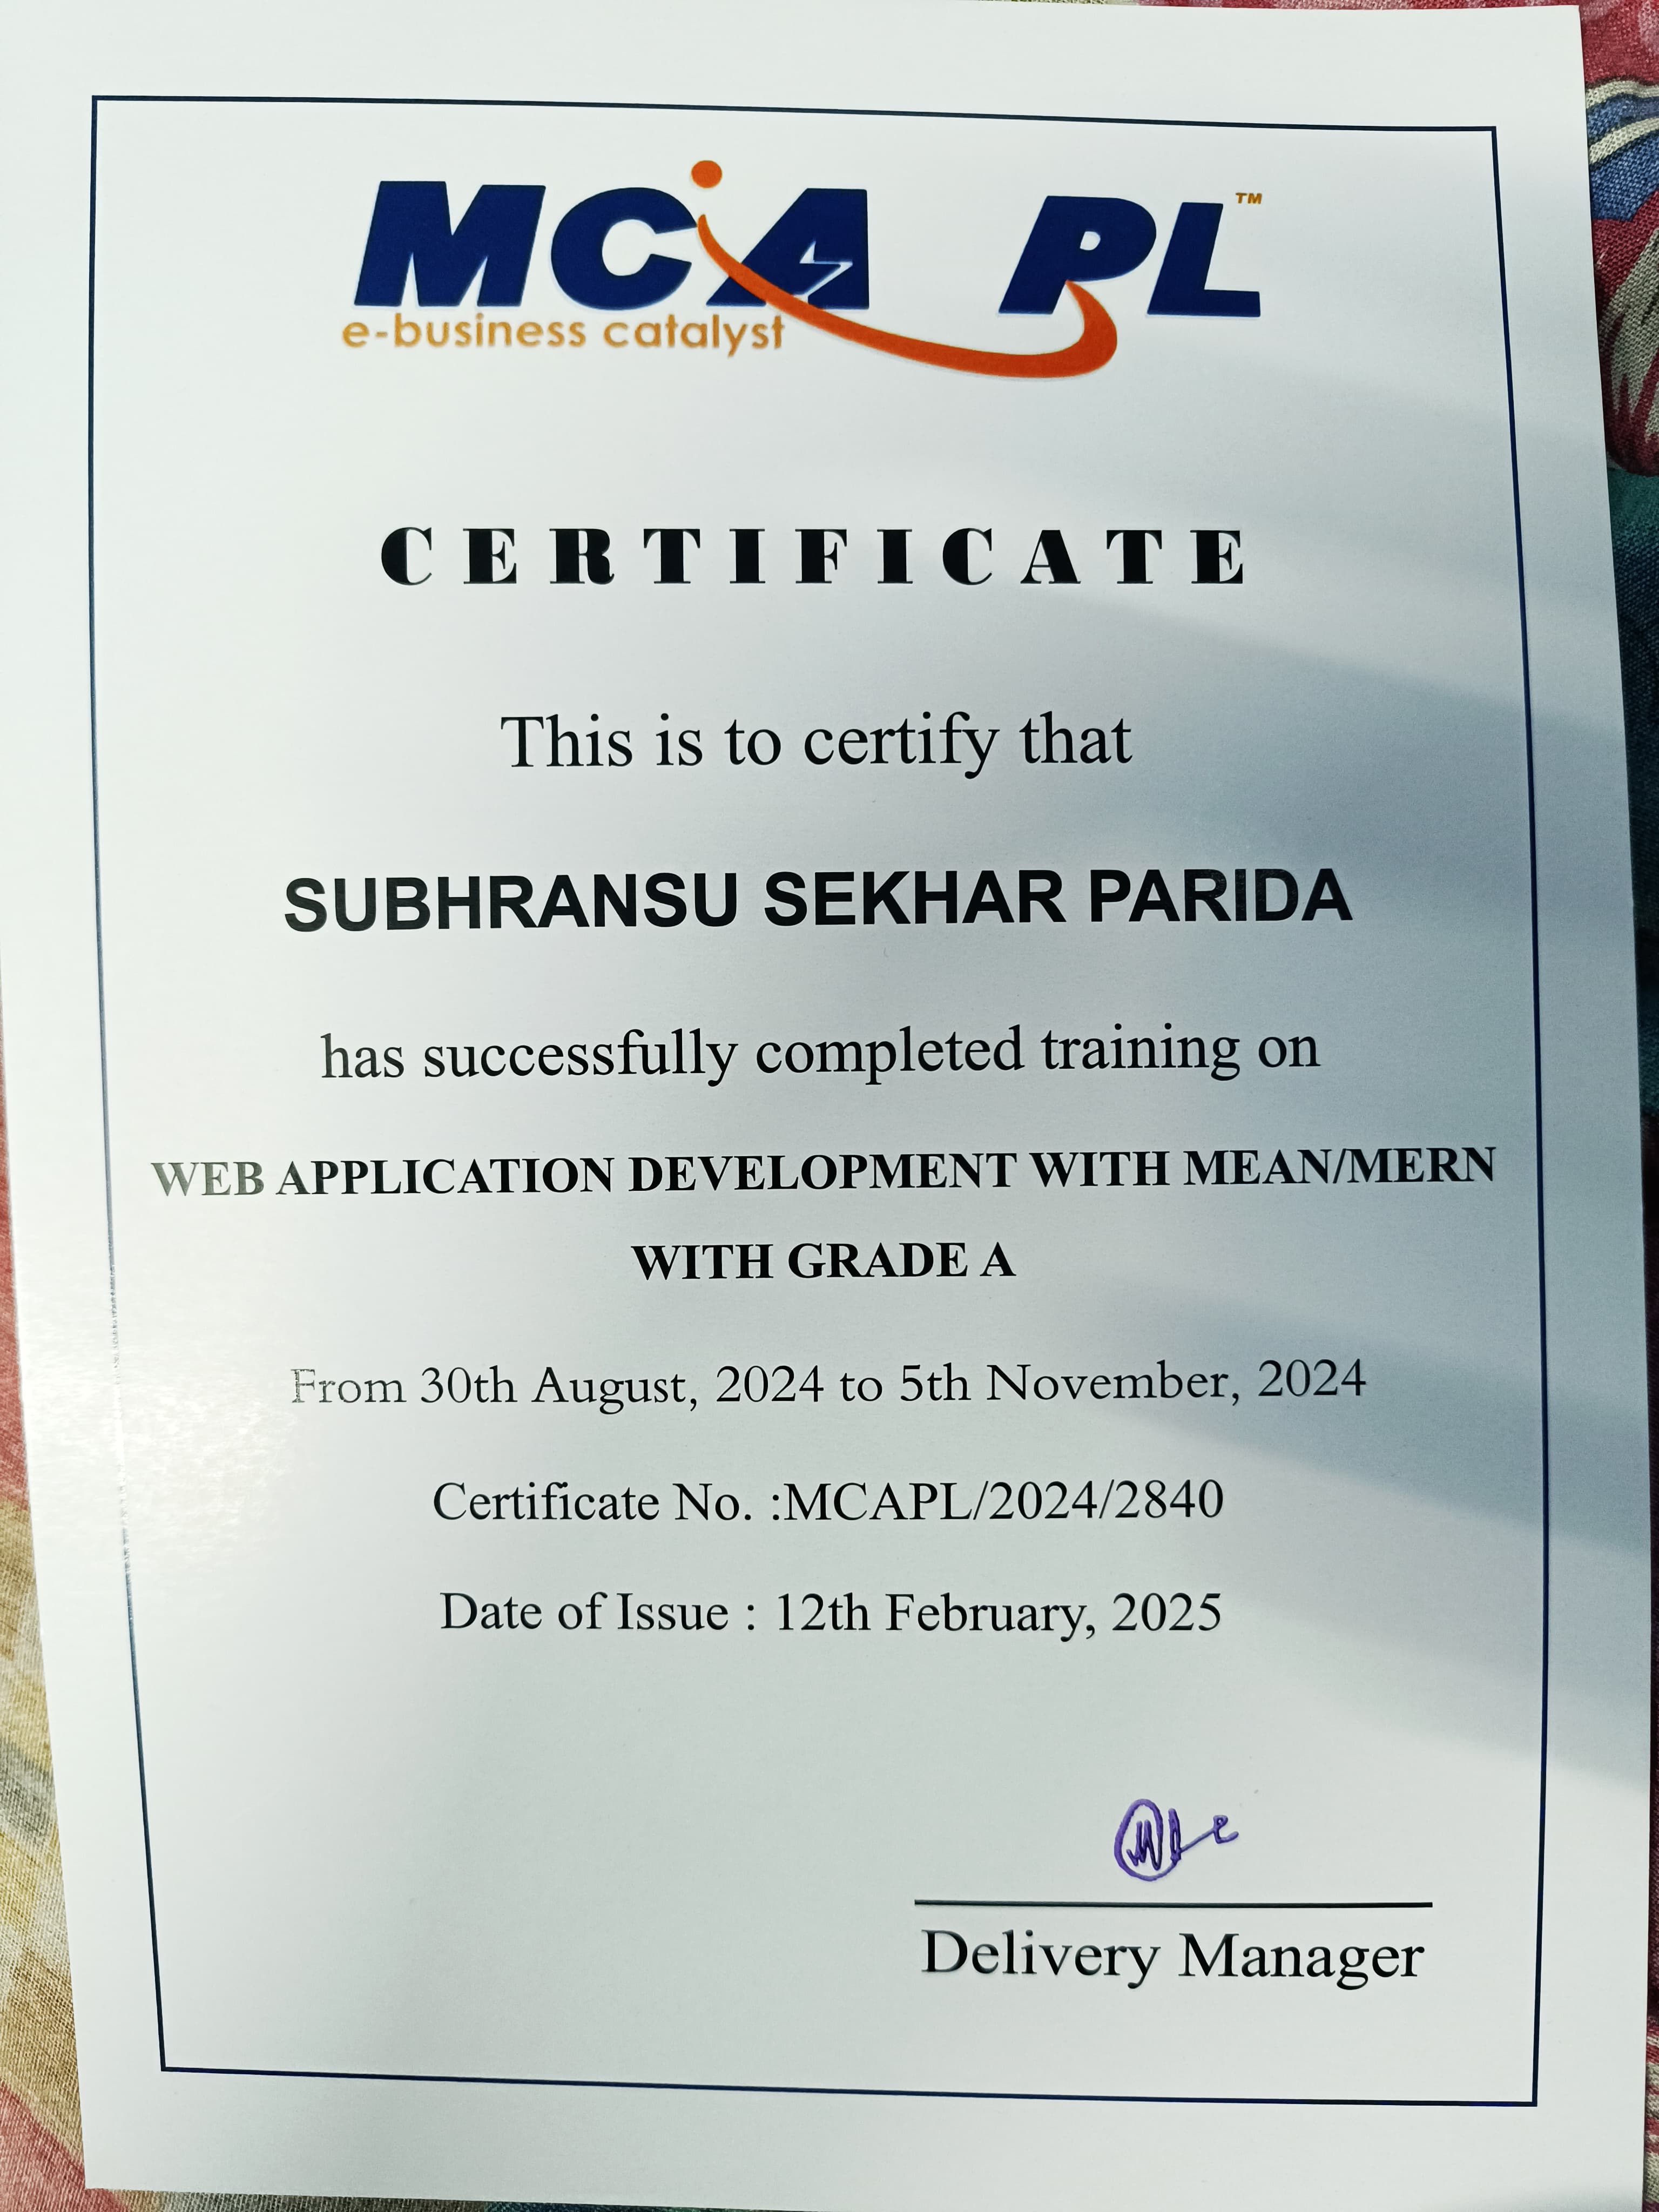 MCA PL™
e-business catalyst
CERTIFICATE
This is to certify that
SUBHRANSU SEKHAR PARIDA
has successfully completed training on
WEB APPLICATION DEVELOPMENT WITH MEAN/MERN
WITH GRADE A
From 30th August, 2024 to 5th November, 2024
Certificate No. :MCAPL/2024/2840
Date of Issue : 12th February, 2025
Delivery Manager